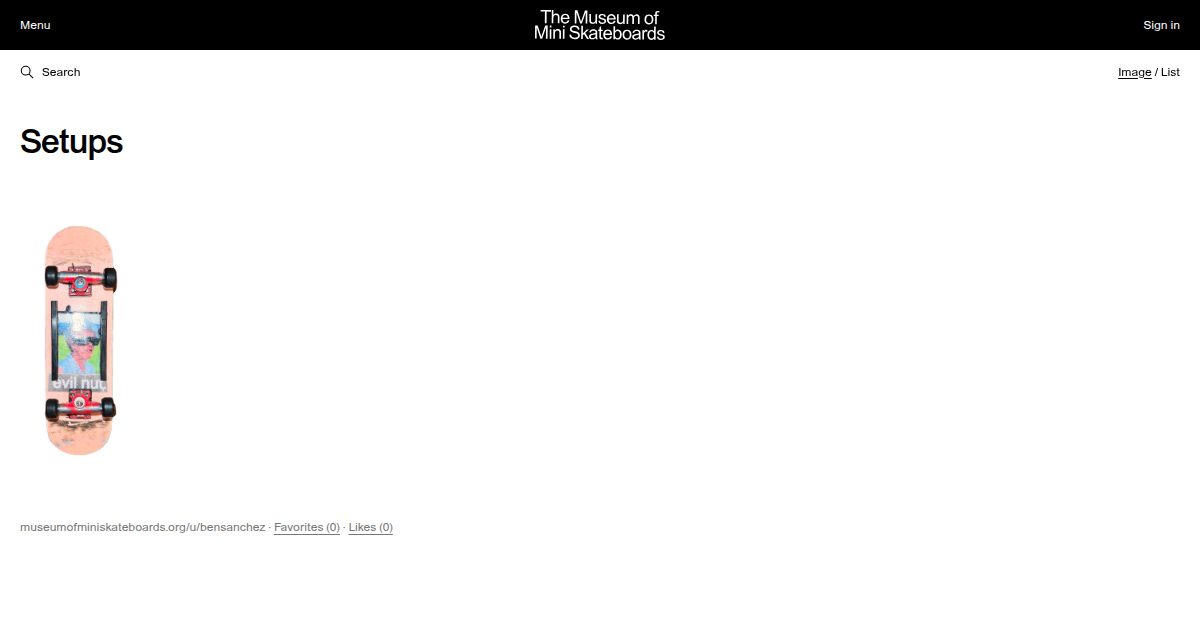 Menu
The Museum of
Mini Skateboards
Sign in
Search
Image / List
Setups
evil nut
museumofminiskateboards.org/u/bensanchez · Favorites (0) · Likes (0)